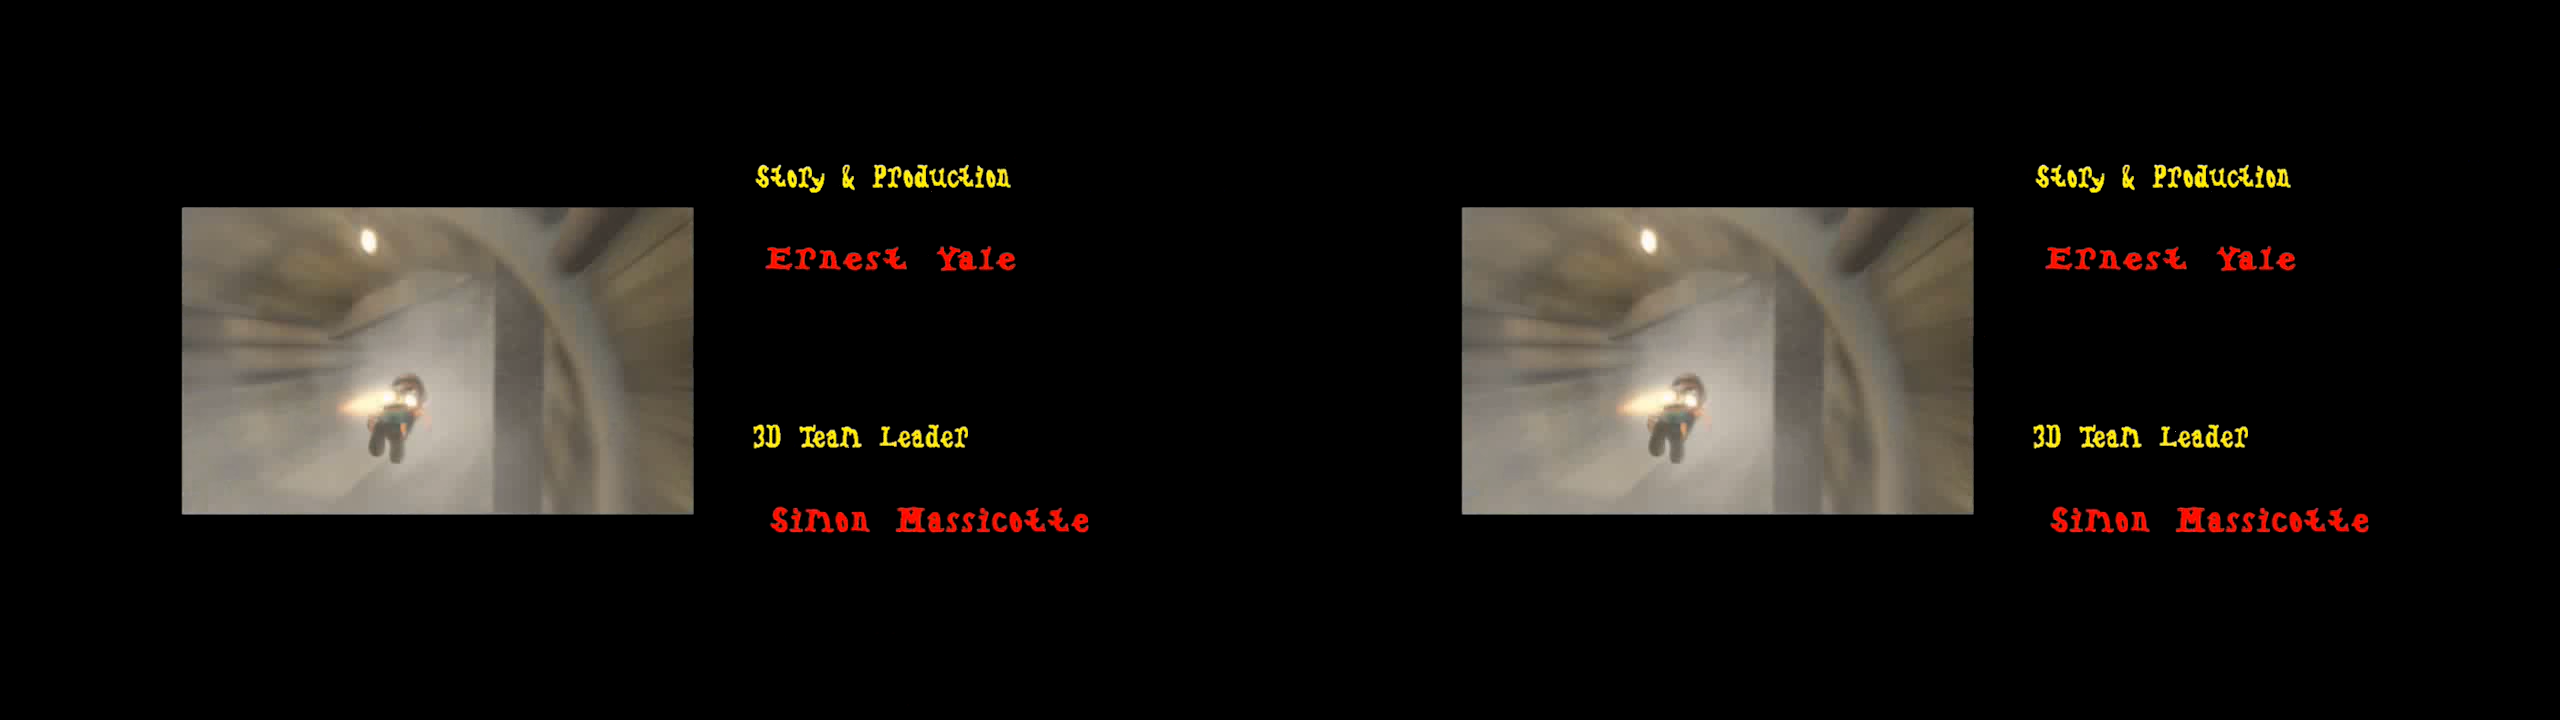 Story & Production
Ernest Yale
3D Team Leader
Simon Massicotte
Story & Production
Ernest Yale
3D Team Leader
Simon Massicotte